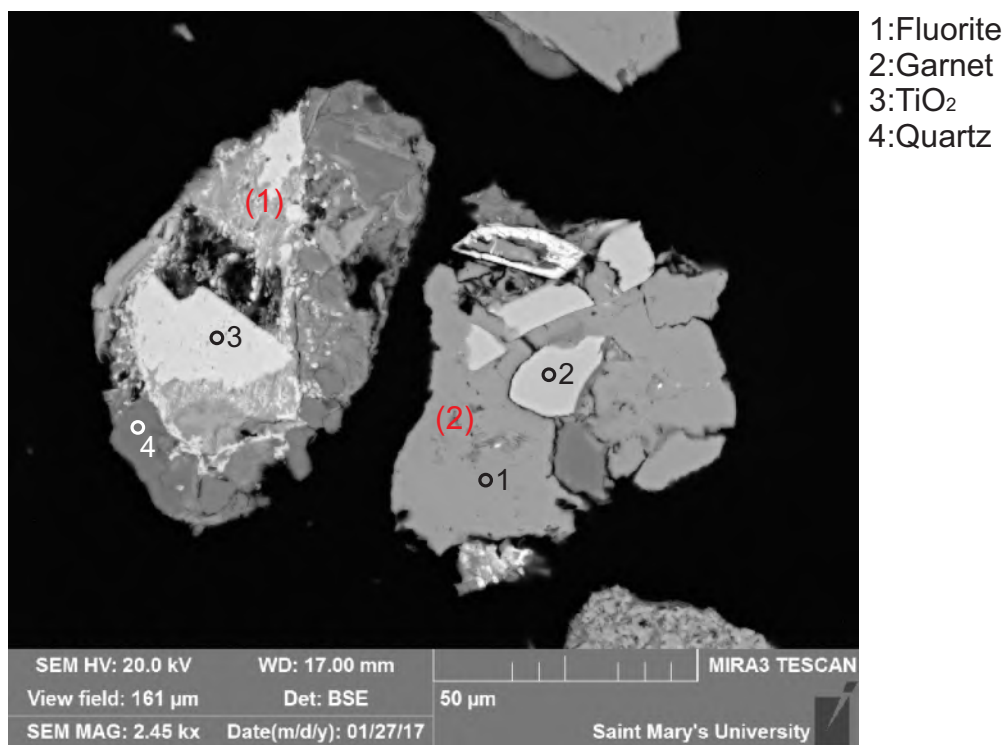 1:Fluorite
2:Garnet
3:TiO₂
4:Quartz
(1)
3
4
2
(2)
1
SEM HV: 20.0 kV WD: 17.00 mm MIRA3 TESCAN
View field: 161 µm Det: BSE 50 µm
SEM MAG: 2.45 kx Date(m/d/y): 01/27/17 Saint Mary's University